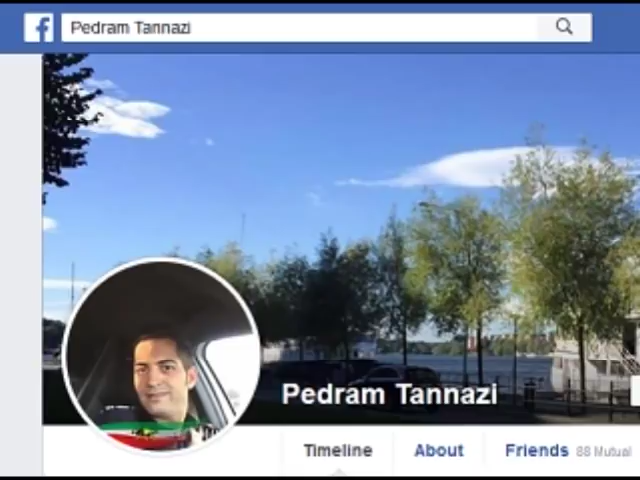 f Pedram Tannazi
Pedram Tannazi
Timeline About Friends 88 Mutual